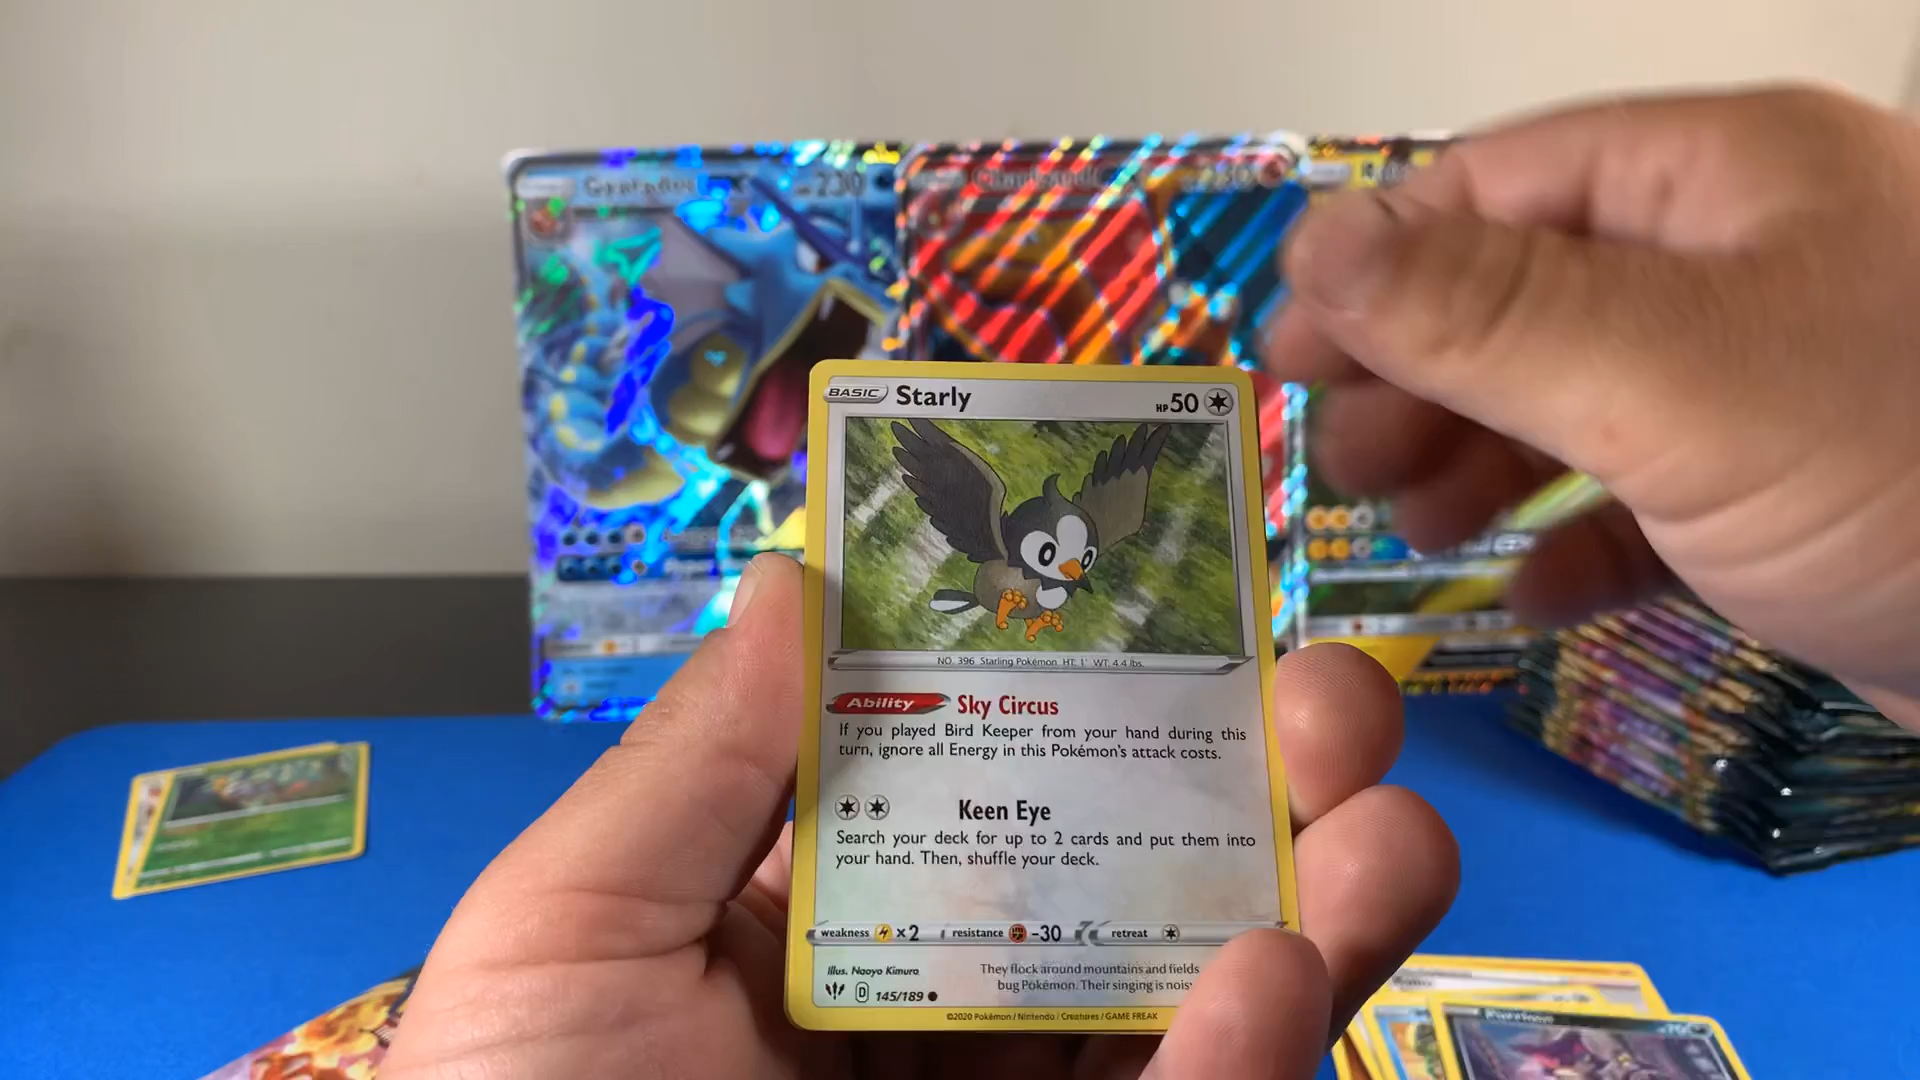 230
BASIC Starly HP 50
NO. 396 Starling Pokémon HT: 1' WT: 4.4 lbs.
Ability Sky Circus
If you played Bird Keeper from your hand during this
turn, ignore all Energy in this Pokémon's attack costs.
Keen Eye
Search your deck for up to 2 cards and put them into
your hand. Then, shuffle your deck.
weakness ×2 resistance -30 retreat
Illus. Naoyo Kimura
They flock around mountains and fields
bug Pokémon. Their singing is nois
D 145/189
©2020 Pokémon / Nintendo / Creatures / GAME FREAK